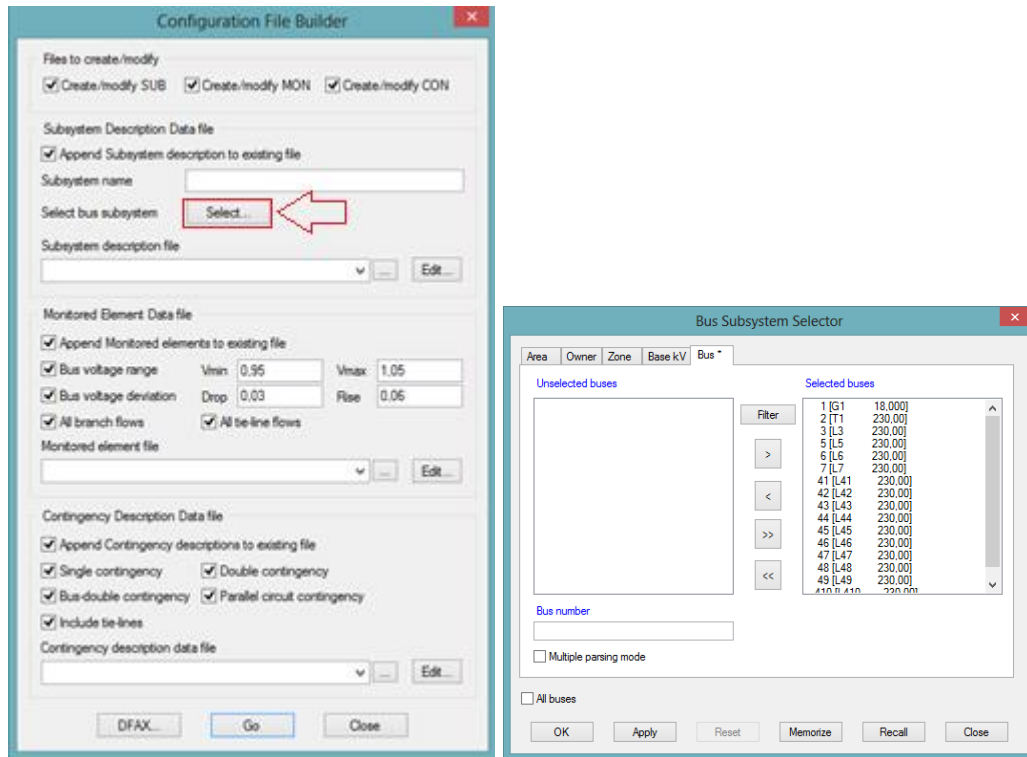 Configuration File Builder
Files to create/modify
Create/modify SUB Create/modify MON Create/modify CON
Subsystem Description Data file
Append Subsystem description to existing file
Subsystem name
Select bus subsystem Select...
Subsystem description file
... Edit...
Monitored Element Data file
Append Monitored elements to existing file
Bus voltage range Vmin 0,95 Vmax 1,05
Bus voltage deviation Drop 0,03 Rise 0,06
All branch flows All tie-line flows
Monitored element file
... Edit...
Contingency Description Data file
Append Contingency descriptions to existing file
Single contingency Double contingency
Bus-double contingency Parallel circuit contingency
Include tie-lines
Contingency description data file
... Edit...
DFAX... Go Close
Bus Subsystem Selector
Area Owner Zone Base kV Bus *
Unselected buses Selected buses
Filter
>
<
>>
<<
1 [G1 18,000]
2 [T1 230,00]
3 [L3 230,00]
5 [L5 230,00]
6 [L6 230,00]
7 [L7 230,00]
41 [L41 230,00]
42 [L42 230,00]
43 [L43 230,00]
44 [L44 230,00]
45 [L45 230,00]
46 [L46 230,00]
47 [L47 230,00]
48 [L48 230,00]
49 [L49 230,00]
410 [L410 230,00]
Bus number
Multiple parsing mode
All buses
OK Apply Reset Memorize Recall Close